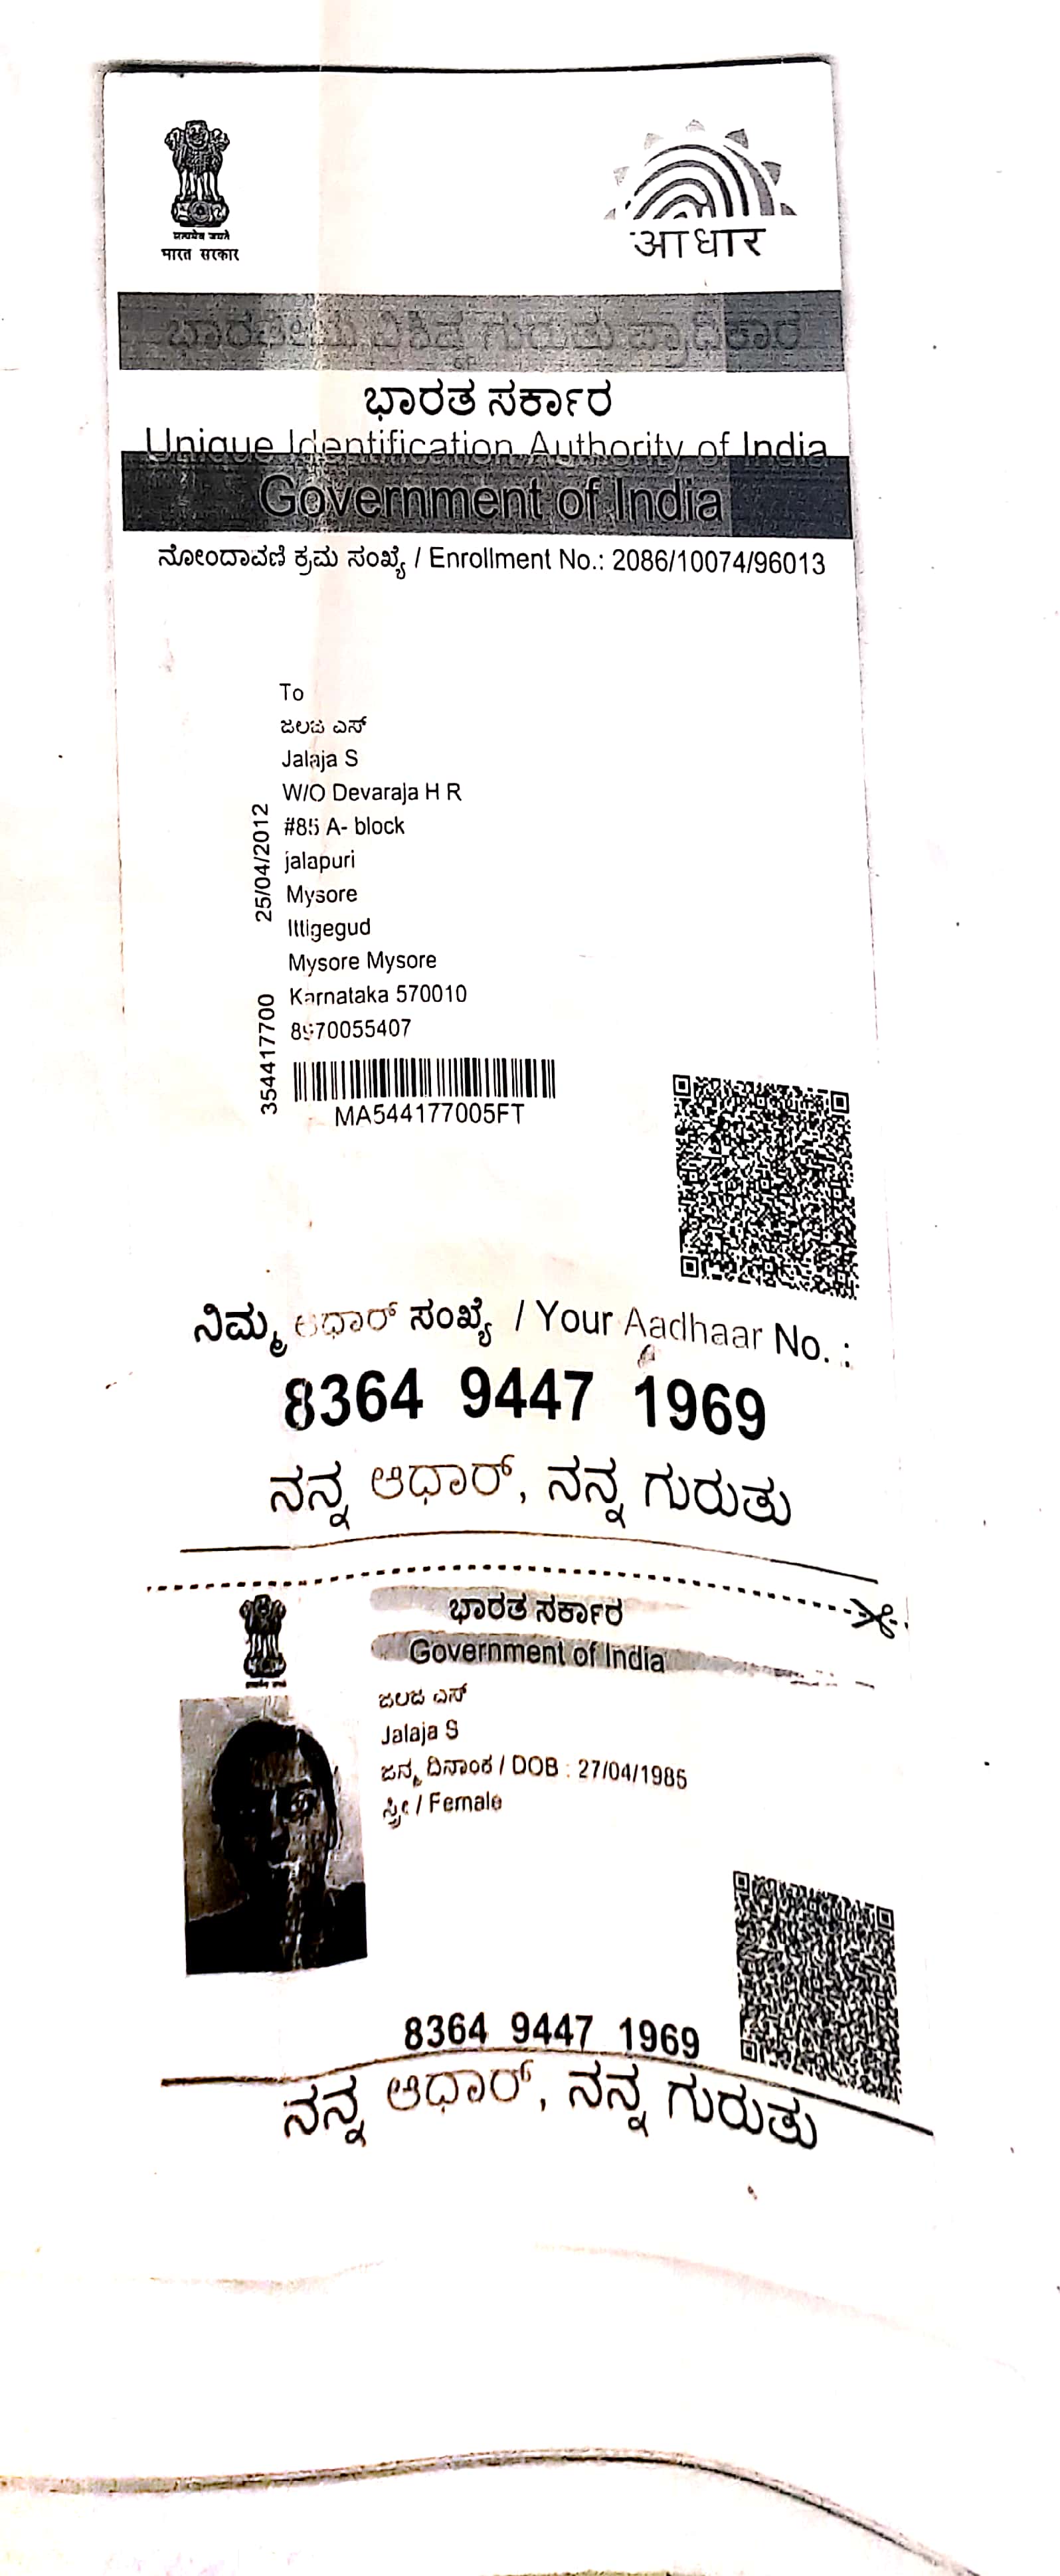 सत्यमेव जयते
भारत सरकार
आधार
ಭಾರತೀಯ ವಿಶಿಷ್ಟ ಗುರುತು ಪ್ರಾಧಿಕಾರ
ಭಾರತ ಸರ್ಕಾರ
Unique Identification Authority of India
Government of India
ನೋಂದಾವಣಿ ಕ್ರಮ ಸಂಖ್ಯೆ / Enrollment No.: 2086/10074/96013
To
ಜಲಜ ಎಸ್
Jalaja S
W/O Devaraja H R
#85 A- block
jalapuri
Mysore
Ittigegud
Mysore Mysore
Karnataka 570010
8970055407
25/04/2012
354417700
MA544177005FT
ನಿಮ್ಮ ಆಧಾರ್ ಸಂಖ್ಯೆ / Your Aadhaar No. :
8364 9447 1969
ನನ್ನ ಆಧಾರ್, ನನ್ನ ಗುರುತು
ಭಾರತ ಸರ್ಕಾರ
Government of India
ಜಲಜ ಎಸ್
Jalaja S
ಜನ್ಮ ದಿನಾಂಕ / DOB : 27/04/1985
ಸ್ತ್ರೀ / Female
8364 9447 1969
ನನ್ನ ಆಧಾರ್, ನನ್ನ ಗುರುತು